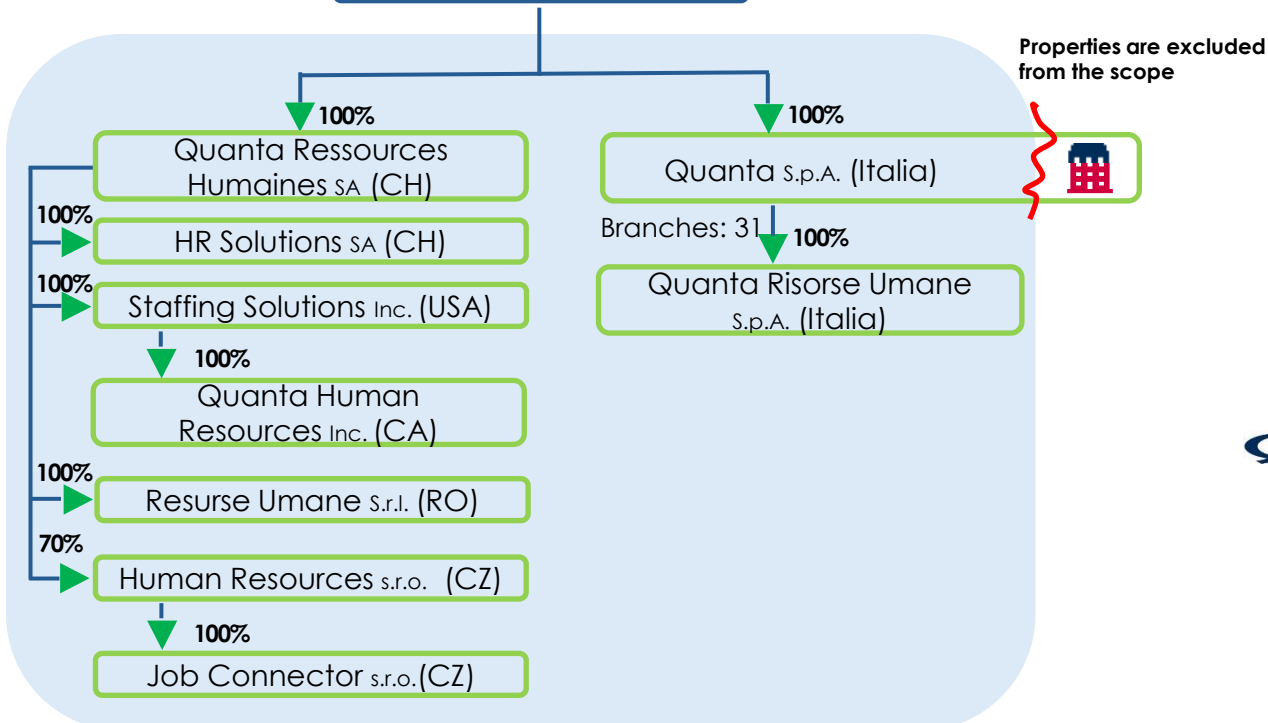 Properties are excluded
from the scope
100%
100%
Quanta Ressources
Humaines SA (CH)
Quanta S.p.A. (Italia)
100%
HR Solutions SA (CH)
Branches: 31
100%
100%
Staffing Solutions Inc. (USA)
Quanta Risorse Umane
S.p.A. (Italia)
100%
Quanta Human
Resources Inc. (CA)
100%
Resurse Umane S.r.l. (RO)
70%
Human Resources s.r.o. (CZ)
100%
Job Connector s.r.o.(CZ)